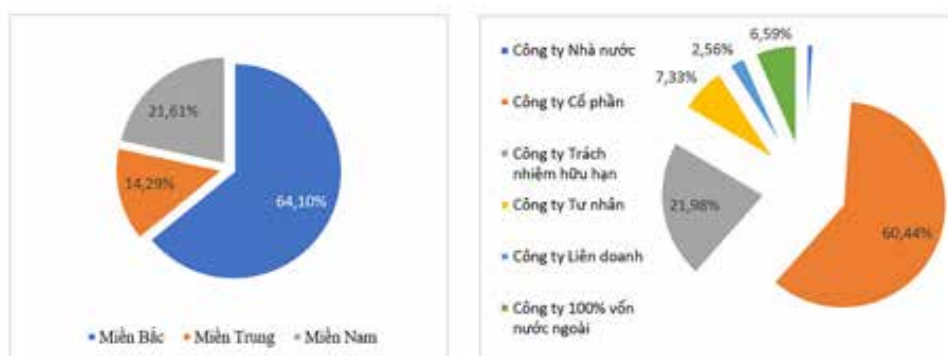 21,61%
14,29%
64,10%
Miền Bắc Miền Trung Miền Nam
6,59%
2,56%
7,33%
21,98%
60,44%
Công ty Nhà nước
Công ty Cổ phần
Công ty Trách
nhiệm hữu hạn
Công ty Tư nhân
Công ty Liên doanh
Công ty 100% vốn
nước ngoài